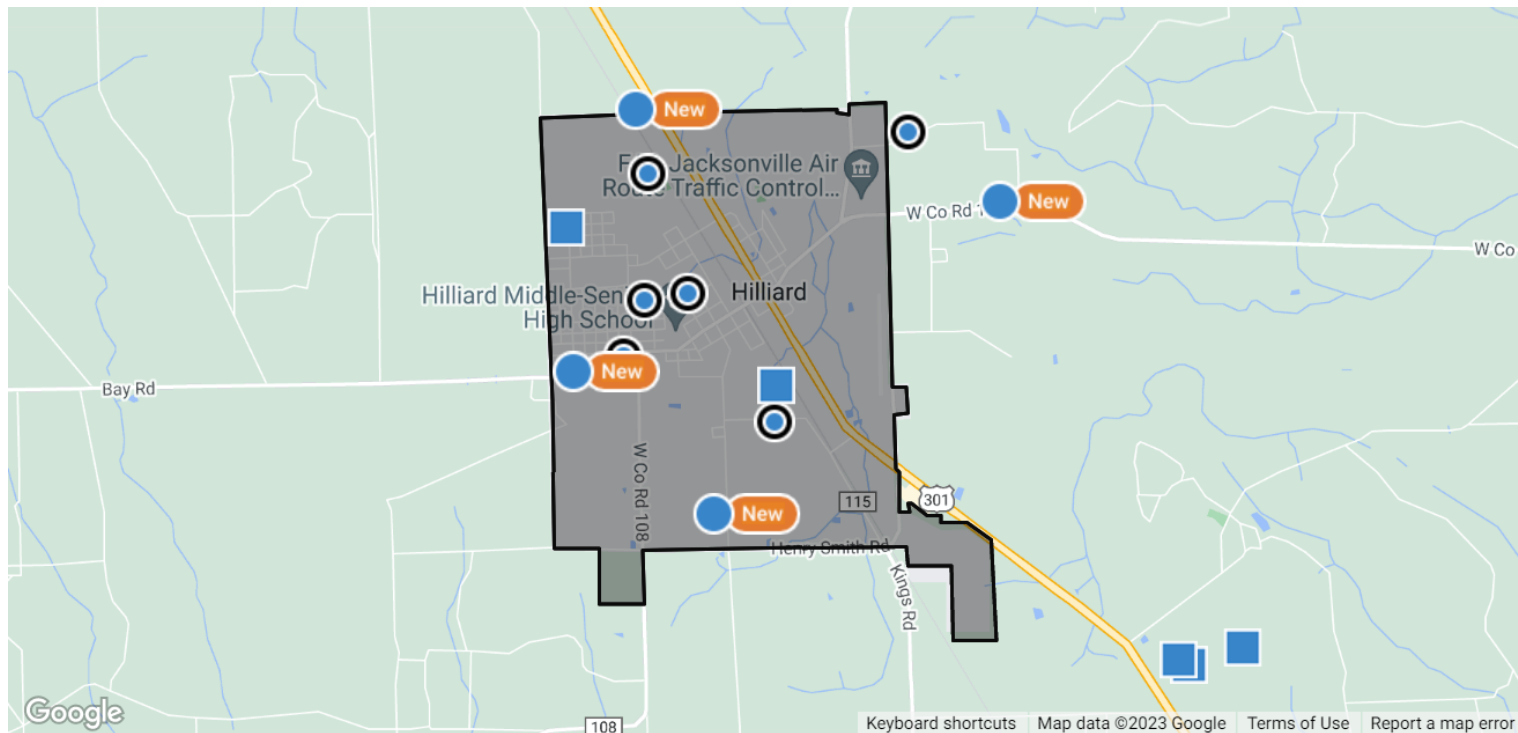 New
F
Jacksonville Air
Route Traffic Control...
W Co Rd 1
New
W Co
Hilliard Middle-Seni
High School
Hilliard
Bay Rd
New
W Co Rd 108
New
115
301
Henry Smith Rd
Kings Rd
108
Google
Keyboard shortcuts
Map data ©2023 Google
Terms of Use
Report a map error